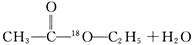 O
CH₃—C—¹⁸O—C₂H₅ + H₂O